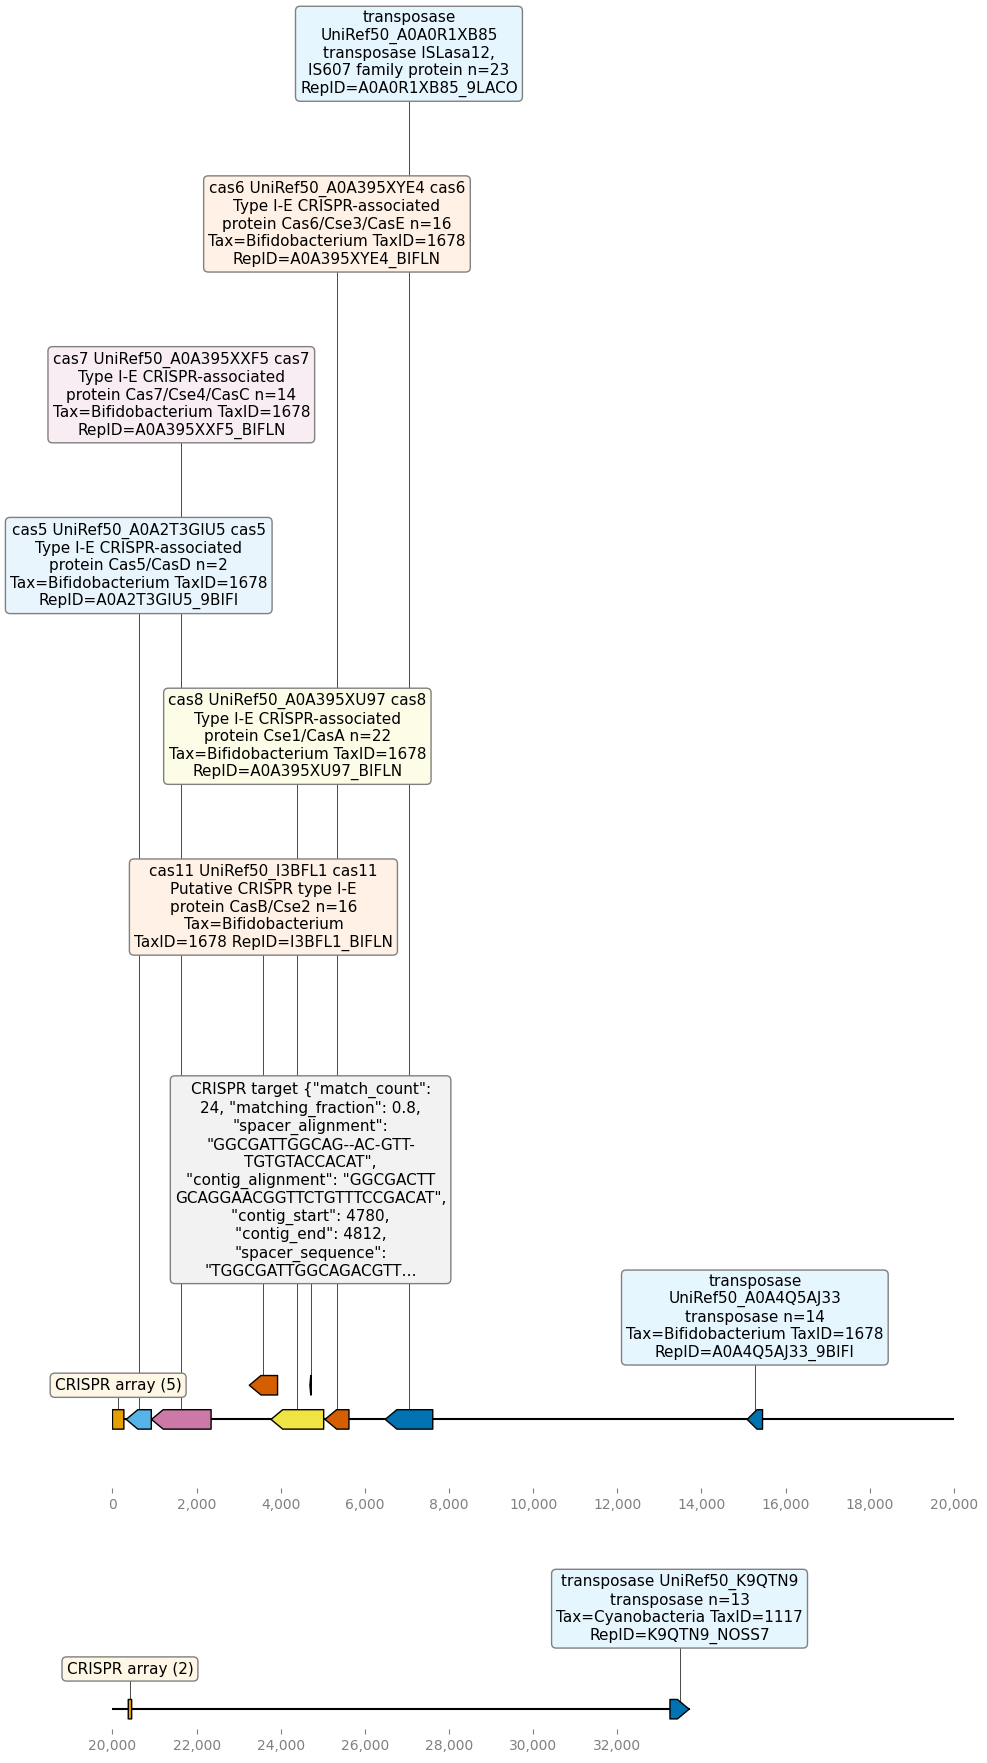 transposase
UniRef50_A0A0R1XB85
transposase ISLasa12,
IS607 family protein n=23
RepID=A0A0R1XB85_9LACO
cas6 UniRef50_A0A395XYE4 cas6
Type I-E CRISPR-associated
protein Cas6/Cse3/CasE n=16
Tax=Bifidobacterium TaxID=1678
RepID=A0A395XYE4_BIFLN
cas7 UniRef50_A0A395XXF5 cas7
Type I-E CRISPR-associated
protein Cas7/Cse4/CasC n=14
Tax=Bifidobacterium TaxID=1678
RepID=A0A395XXF5_BIFLN
cas5 UniRef50_A0A2T3GIU5 cas5
Type I-E CRISPR-associated
protein Cas5/CasD n=2
Tax=Bifidobacterium TaxID=1678
RepID=A0A2T3GIU5_9BIFI
cas8 UniRef50_A0A395XU97 cas8
Type I-E CRISPR-associated
protein Cse1/CasA n=22
Tax=Bifidobacterium TaxID=1678
RepID=A0A395XU97_BIFLN
cas11 UniRef50_I3BFL1 cas11
Putative CRISPR type I-E
protein CasB/Cse2 n=16
Tax=Bifidobacterium
TaxID=1678 RepID=I3BFL1_BIFLN
CRISPR target {"match_count":
24, "matching_fraction": 0.8,
"spacer_alignment":
"GGCGATTGGCAG--AC-GTT-
TGTGTACCACAT",
"contig_alignment": "GGCGACTT
GCAGGAACGGTTCTGTTTCCGACAT",
"contig_start": 4780,
"contig_end": 4812,
"spacer_sequence":
"TGGCGATTGGCAGACGTT...
transposase
UniRef50_A0A4Q5AJ33
transposase n=14
Tax=Bifidobacterium TaxID=1678
RepID=A0A4Q5AJ33_9BIFI
CRISPR array (5)
0 2,000 4,000 6,000 8,000 10,000 12,000 14,000 16,000 18,000 20,000
transposase UniRef50_K9QTN9
transposase n=13
Tax=Cyanobacteria TaxID=1117
RepID=K9QTN9_NOSS7
CRISPR array (2)
20,000 22,000 24,000 26,000 28,000 30,000 32,000